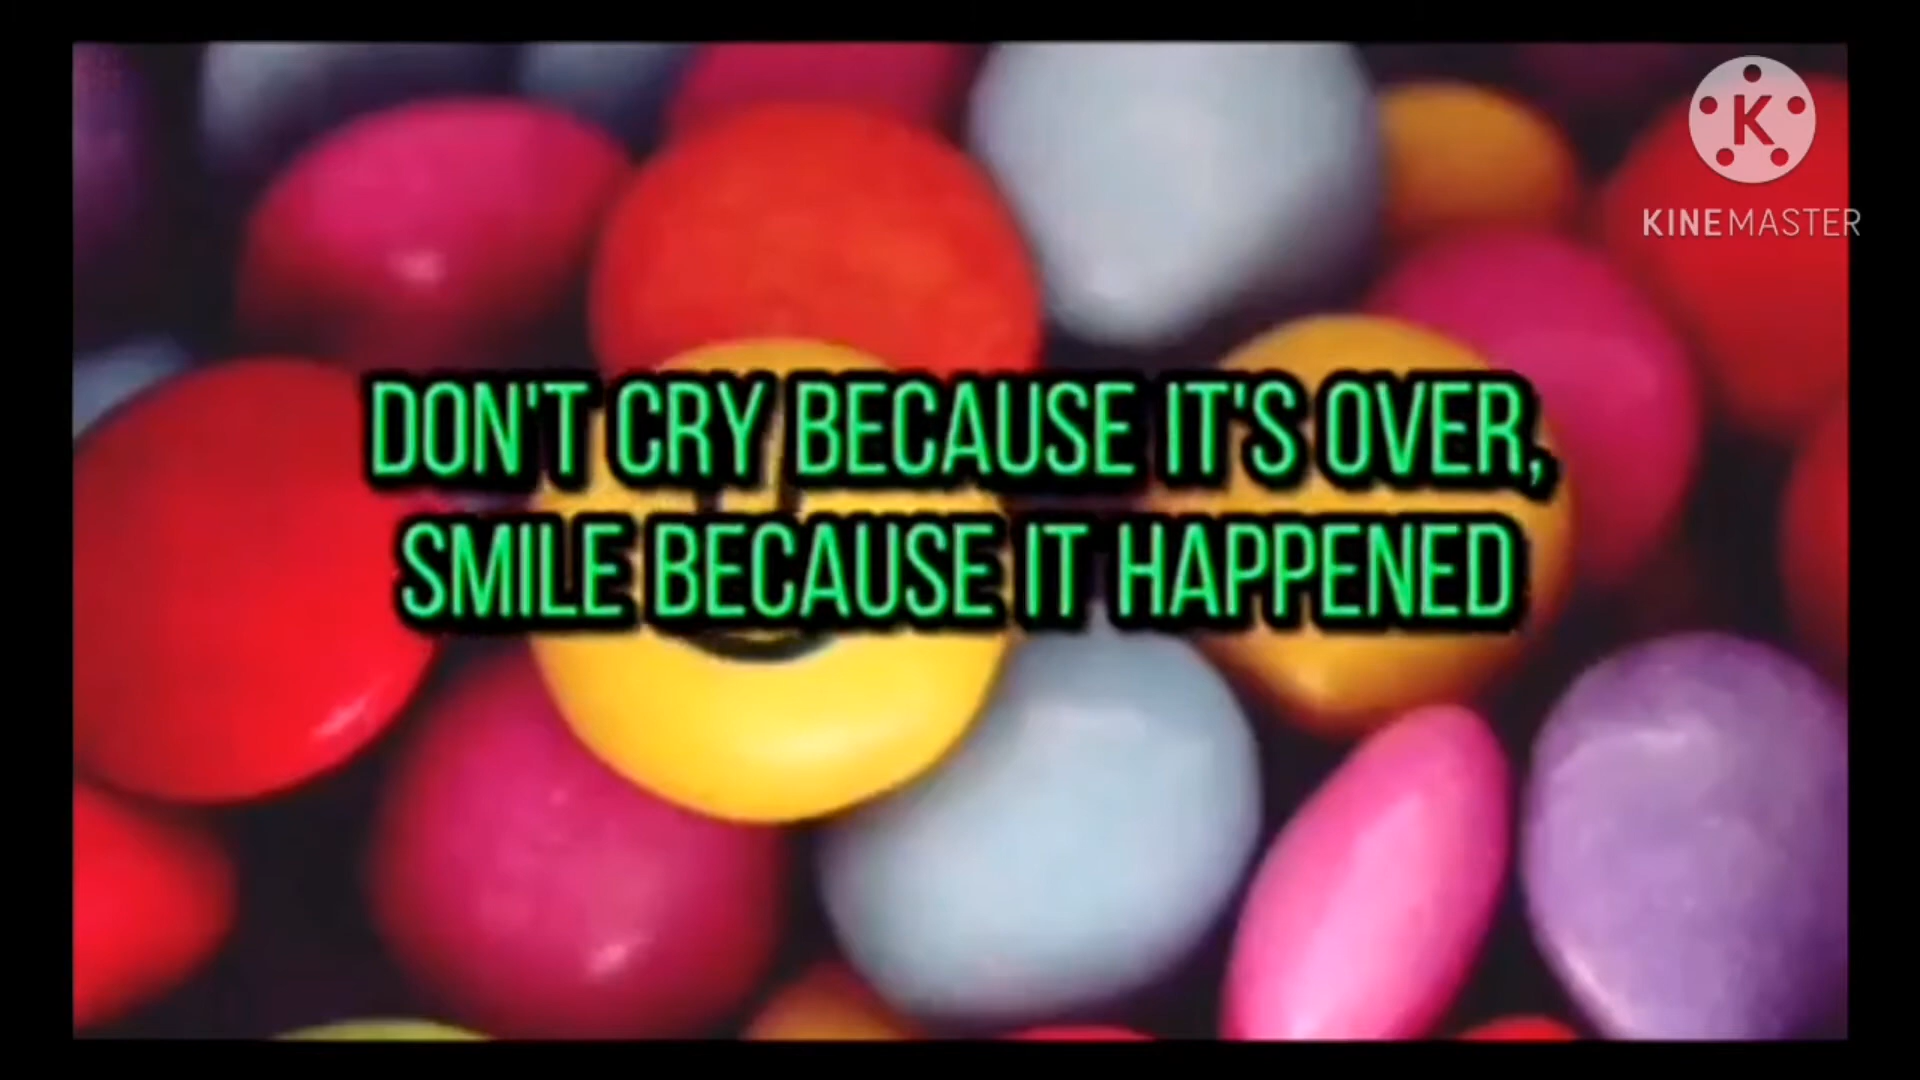 K
KINEMASTER
DON'T CRY BECAUSE IT'S OVER,
SMILE BECAUSE IT HAPPENED